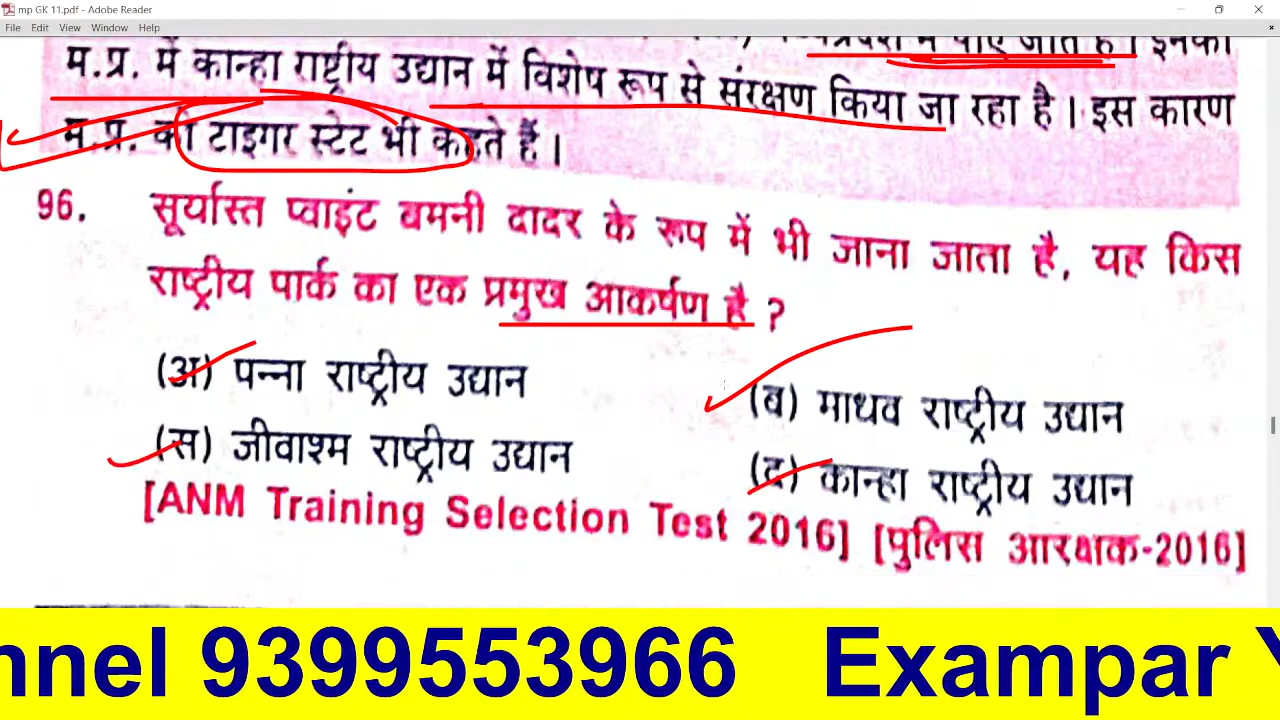 mp GK 11.pdf - Adobe Reader
File Edit View Window Help
में पाए जाते हैं। इनका
म.प्र. में कान्हा राष्ट्रीय उद्यान में विशेष रूप से संरक्षण किया जा रहा है। इस कारण
म.प्र. को टाइगर स्टेट भी कहते हैं।
96. सूर्यास्त प्वाइंट बमनी दादर के रूप में भी जाना जाता है, यह किस
राष्ट्रीय पार्क का एक प्रमुख आकर्षण है ?
(अ) पन्ना राष्ट्रीय उद्यान
(ब) माधव राष्ट्रीय उद्यान
(स) जीवाश्म राष्ट्रीय उद्यान
(द) कान्हा राष्ट्रीय उद्यान
[ANM Training Selection Test 2016] [पुलिस आरक्षक-2016]
nnel 9399553966 Exampar Y